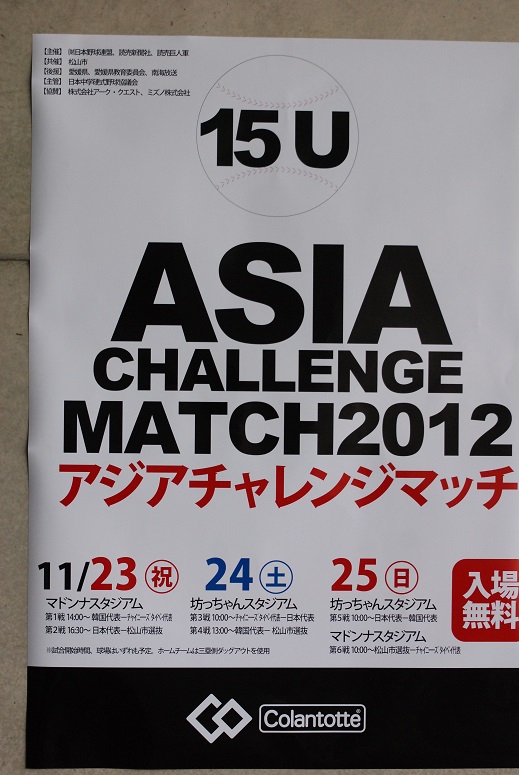 【主催】 ㈳日本野球連盟、読売新聞社、読売巨人軍
【共催】 松山市
【後援】 愛媛県、愛媛県教育委員会、南海放送
【主管】 日本中学硬式野球協議会
【協賛】 株式会社アーク・クエスト、ミズノ株式会社
15U
ASIA
CHALLENGE
MATCH2012
アジアチャレンジマッチ
11/23 祝
マドンナスタジアム
第1戦 14:00〜韓国代表ーチャイニーズタイペイ代表
第2戦 16:30〜 日本代表ー松山市選抜
24 土
坊っちゃんスタジアム
第3戦 10:00〜チャイニーズタイペイ代表ー日本代表
第4戦 13:00〜韓国代表ー 松山市選抜
25 日
坊っちゃんスタジアム
第5戦 10:00〜 日本代表ー韓国代表
マドンナスタジアム
第6戦 10:00〜松山市選抜ーチャイニーズタイペイ代表
入場
無料
※試合開始時間、球場はいずれも予定。ホームチームは三塁側ダッグアウトを使用
Colantotte